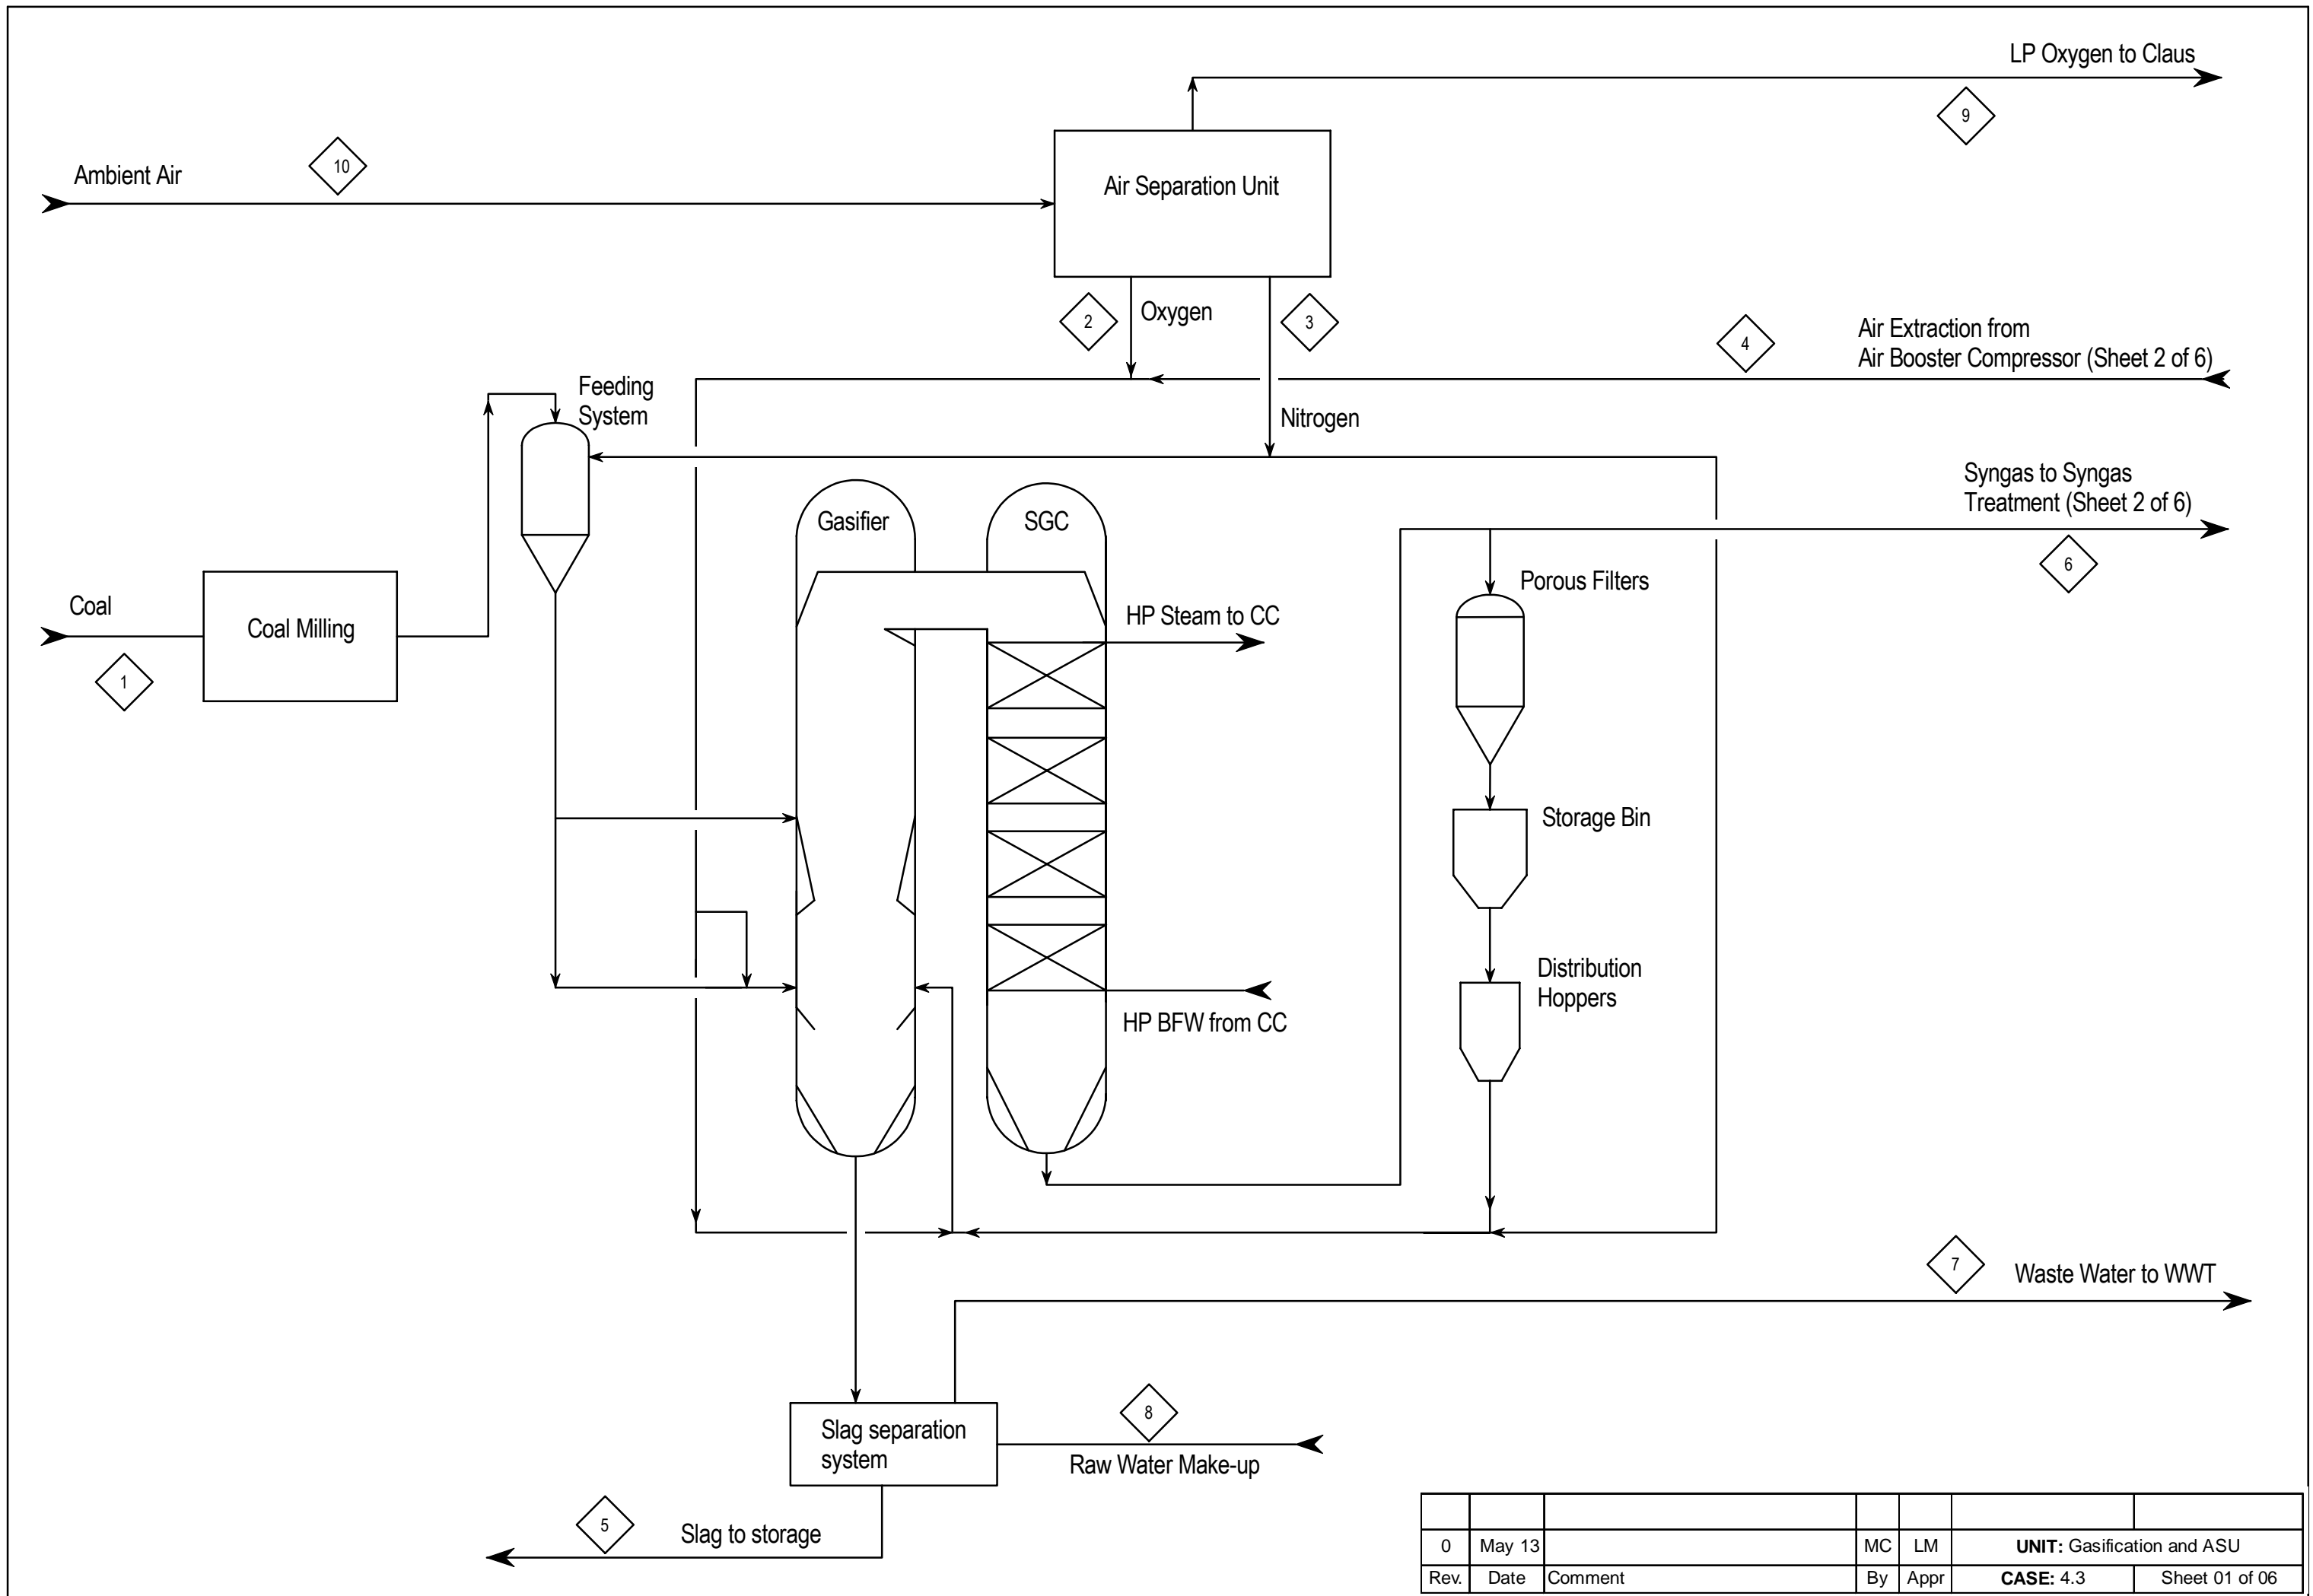 LP Oxygen to Claus
9
10
Ambient Air
Air Separation Unit
2
Oxygen
3
4
Air Extraction from
Air Booster Compressor (Sheet 2 of 6)
Feeding
System
Nitrogen
Syngas to Syngas
Treatment (Sheet 2 of 6)
6
Gasifier
SGC
Porous Filters
Coal
Coal Milling
1
HP Steam to CC
Storage Bin
Distribution
Hoppers
HP BFW from CC
7
Waste Water to WWT
Slag separation
system
8
Raw Water Make-up
5
Slag to storage
0 May 13 MC LM UNIT: Gasification and ASU
Rev. Date Comment By Appr CASE: 4.3 Sheet 01 of 06